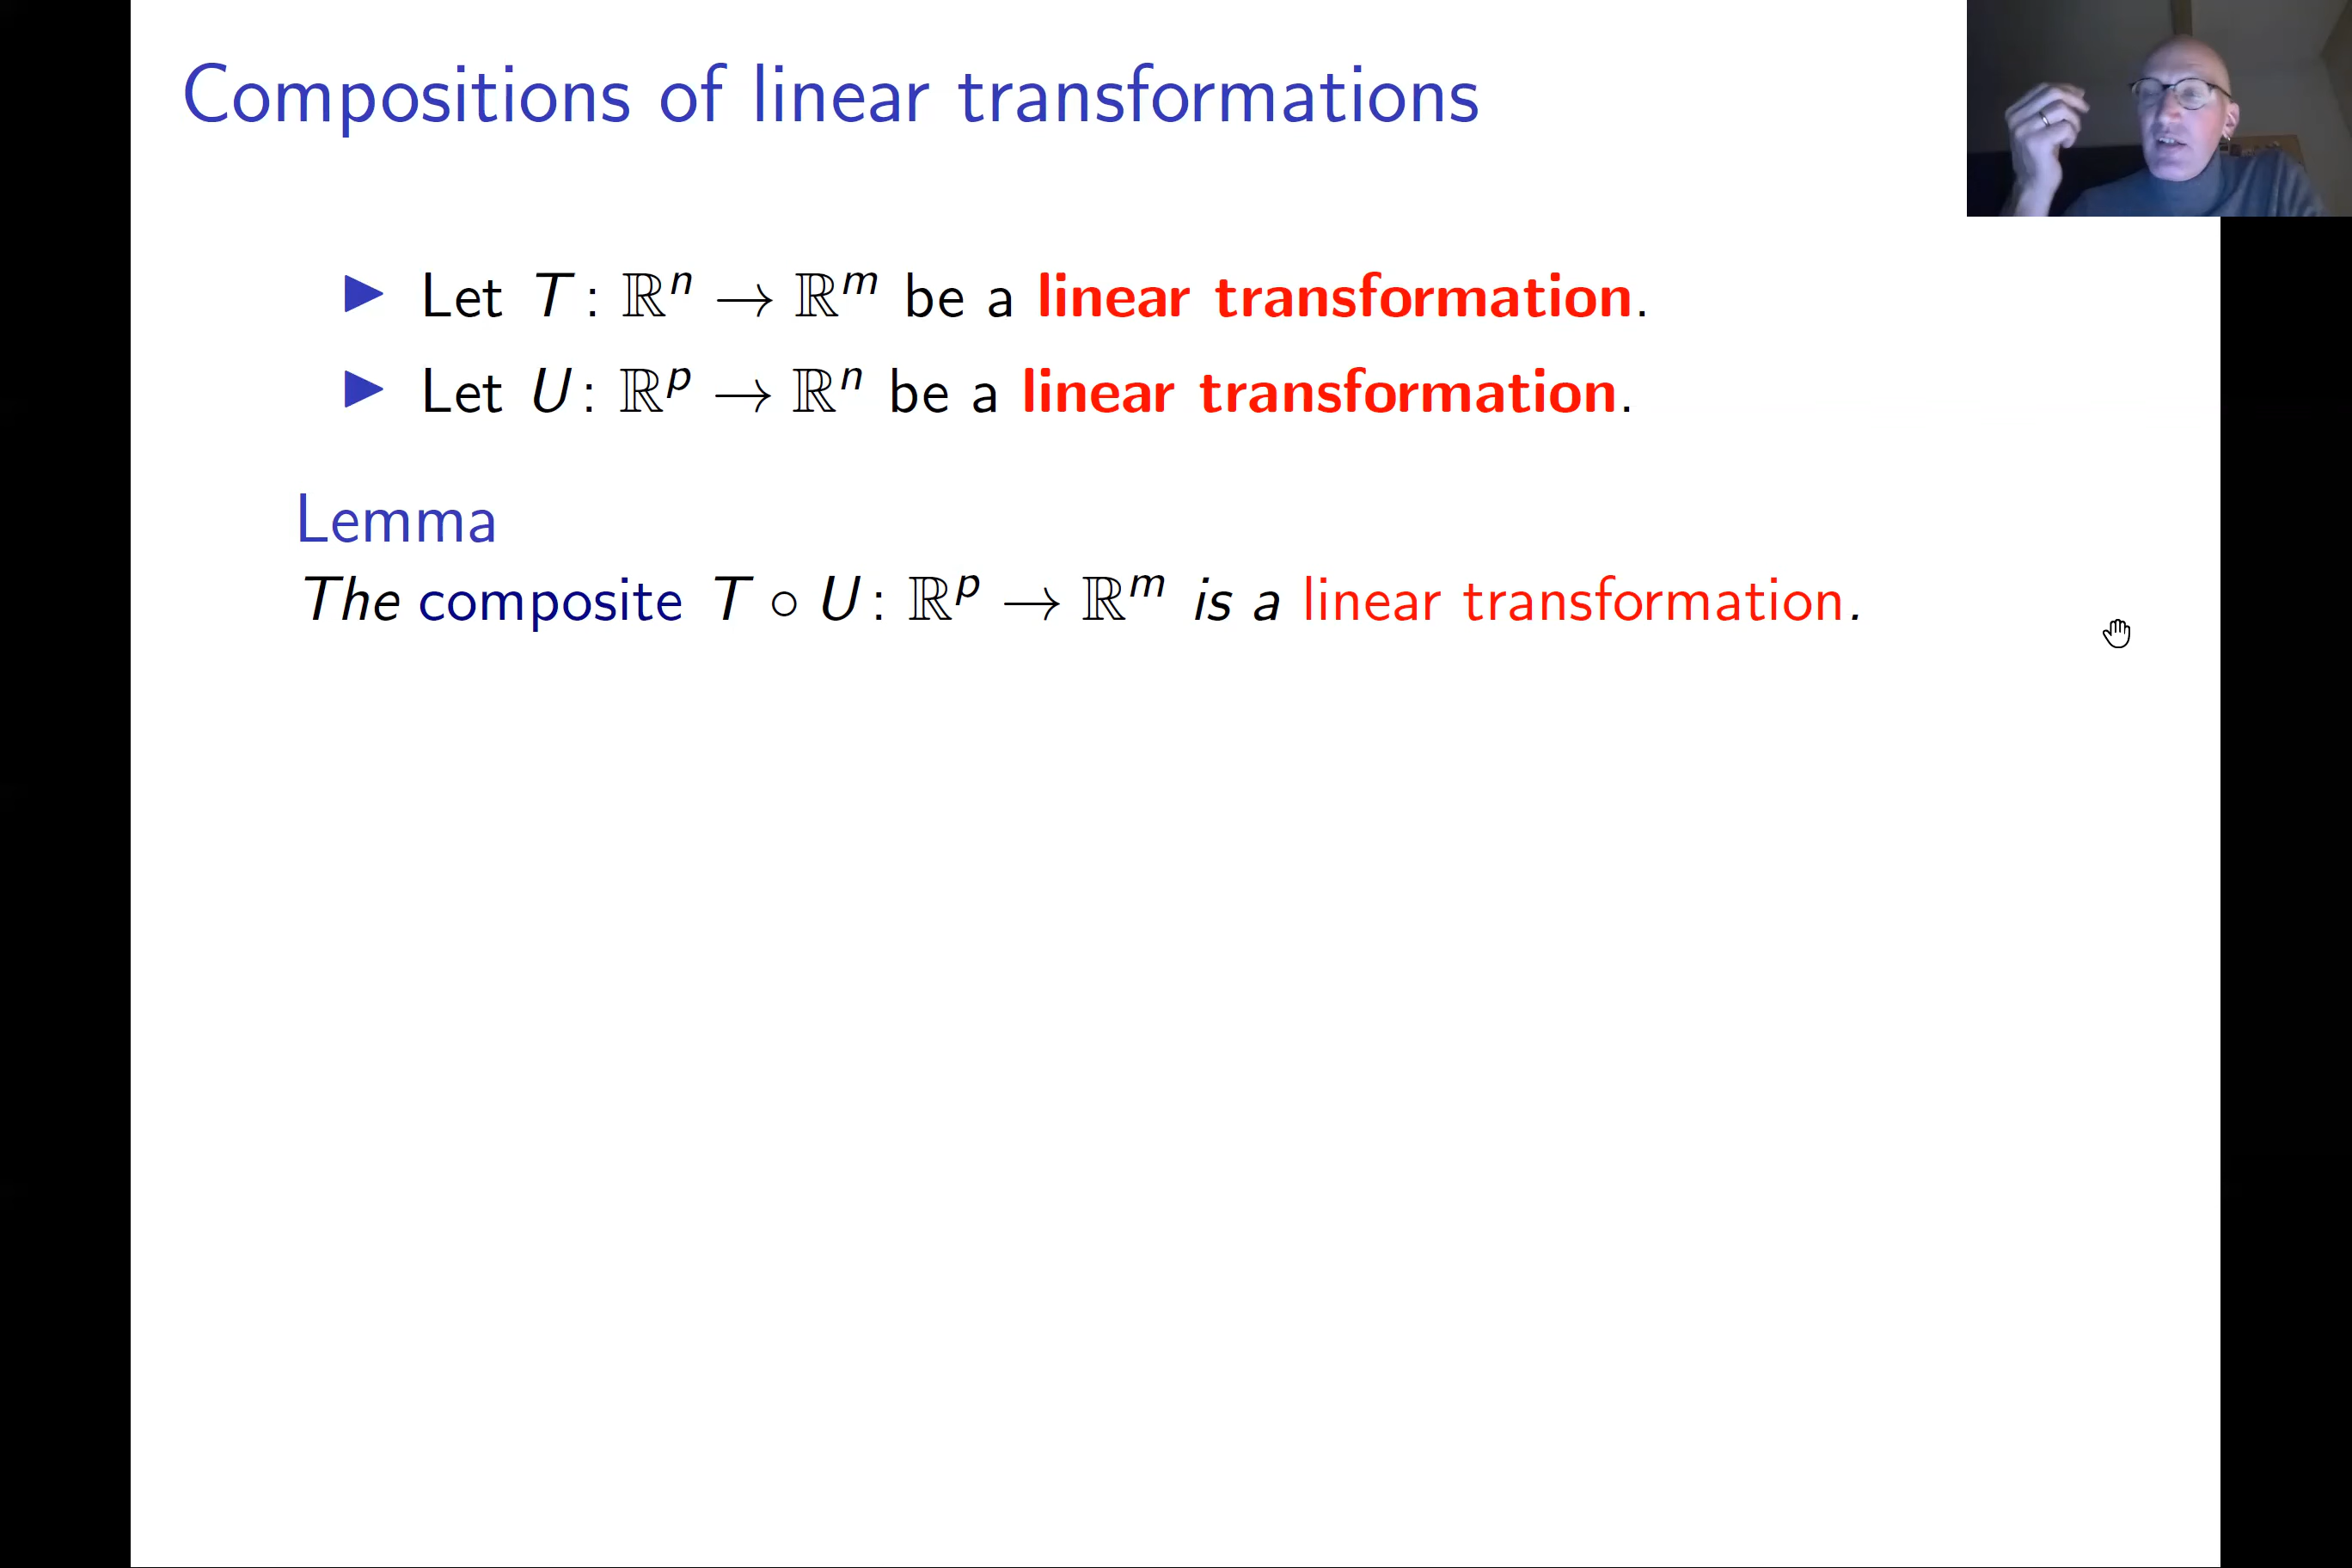 Compositions of linear transformations
▶ Let T : ℝⁿ → ℝᵐ be a linear transformation.
▶ Let U : ℝᵖ → ℝⁿ be a linear transformation.
Lemma
The composite T ∘ U : ℝᵖ → ℝᵐ is a linear transformation.